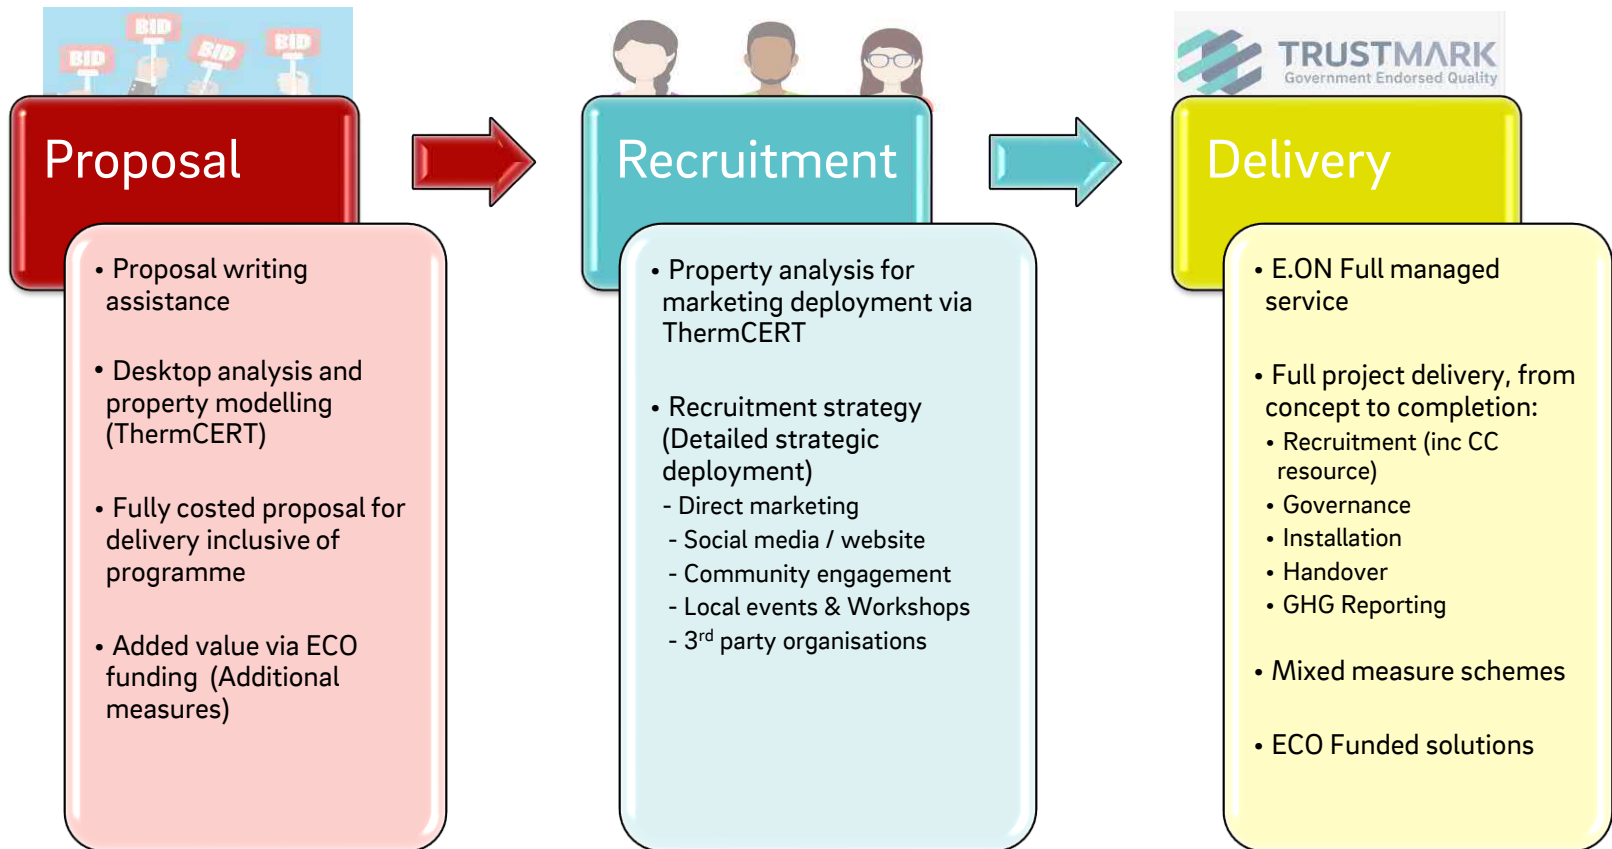 BID
BID
BID
BID
TRUSTMARK
Government Endorsed Quality
Proposal
• Proposal writing
assistance
• Desktop analysis and
property modelling
(ThermCERT)
• Fully costed proposal for
delivery inclusive of
programme
• Added value via ECO
funding (Additional
measures)
Recruitment
• Property analysis for
marketing deployment via
ThermCERT
• Recruitment strategy
(Detailed strategic
deployment)
- Direct marketing
- Social media / website
- Community engagement
- Local events & Workshops
- 3rd party organisations
Delivery
• E.ON Full managed
service
• Full project delivery, from
concept to completion:
• Recruitment (inc CC
resource)
• Governance
• Installation
• Handover
• GHG Reporting
• Mixed measure schemes
• ECO Funded solutions